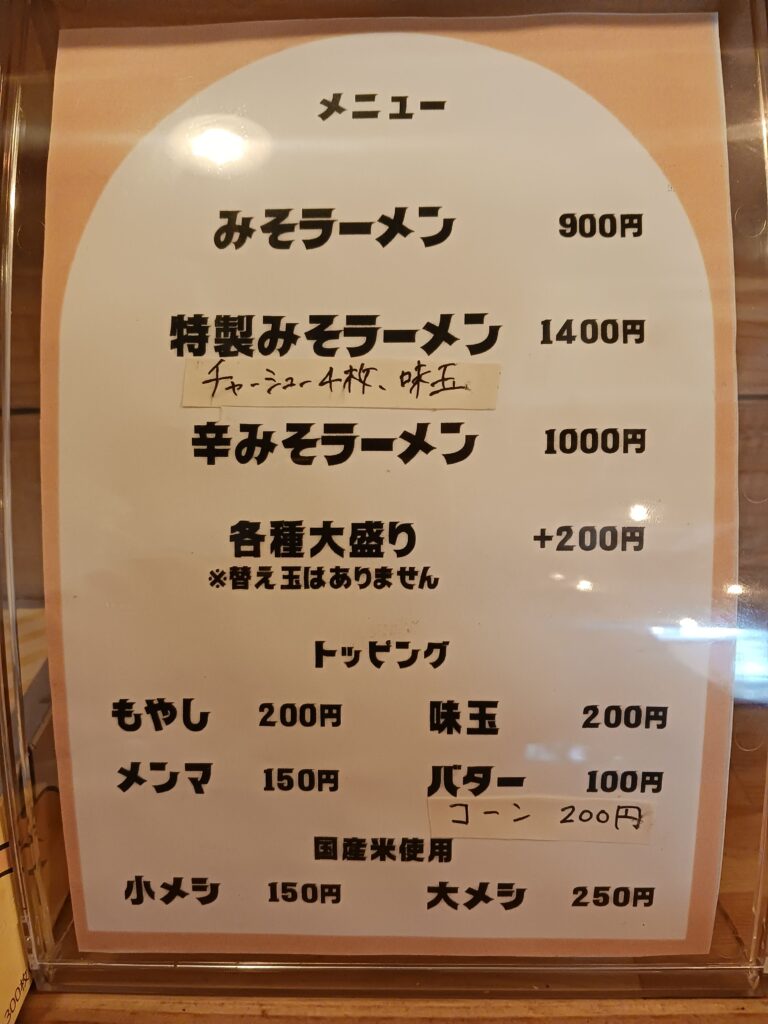 メニュー
みそラーメン 900円
特製みそラーメン 1400円
チャーシュー4枚、味玉
辛みそラーメン 1000円
各種大盛り +200円
※替え玉はありません
トッピング
もやし 200円 味玉 200円
メンマ 150円 バター 100円
コーン 200円
国産米使用
小メシ 150円 大メシ 250円
300枚